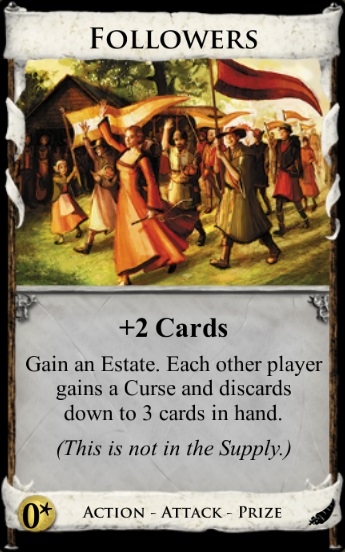 Followers
+2 Cards
Gain an Estate. Each other player
gains a Curse and discards
down to 3 cards in hand.
(This is not in the Supply.)
0*
Action - Attack - Prize